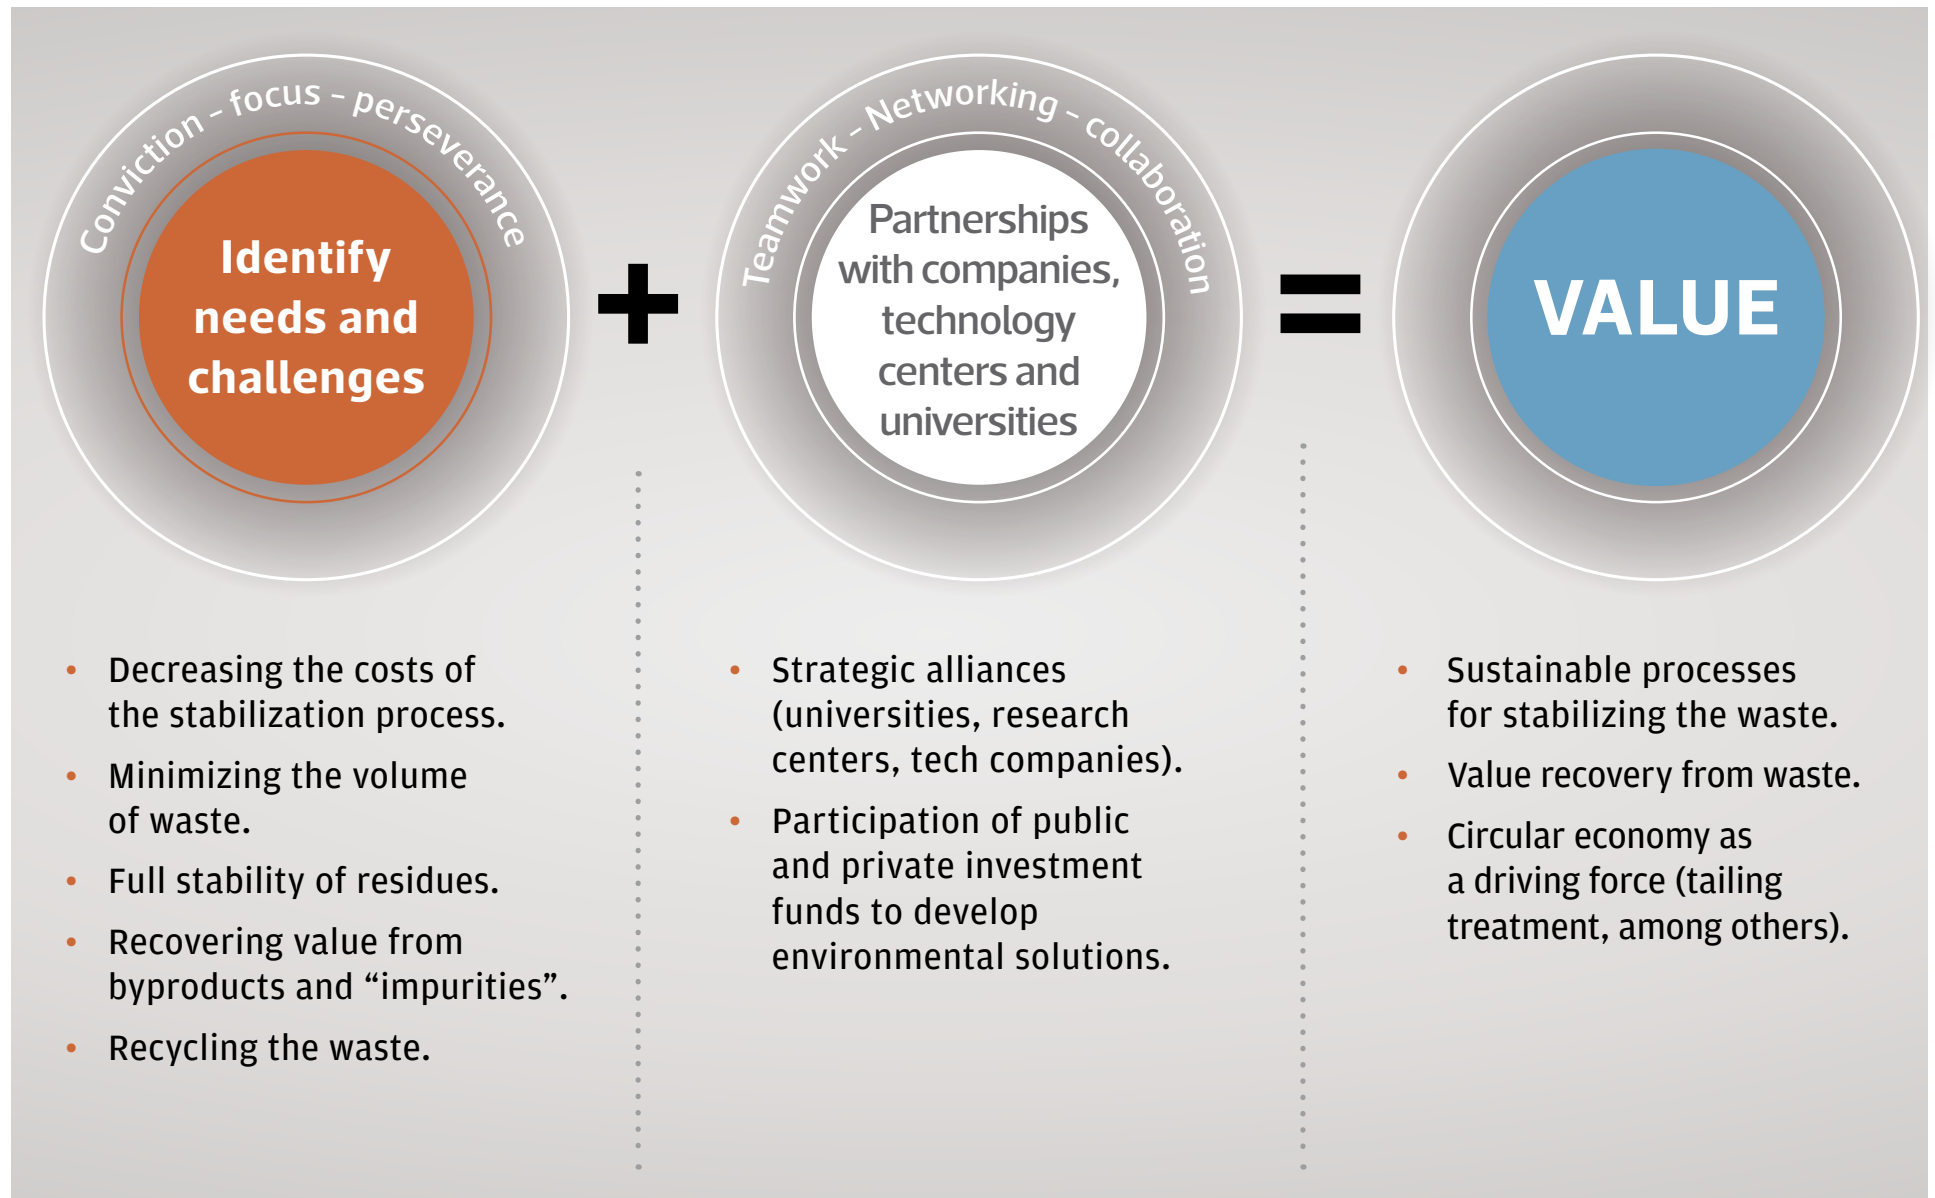 Conviction – focus – perseverance
Identify
needs and
challenges
+
Teamwork – Networking – collaboration
Partnerships
with companies,
technology
centers and
universities
=
VALUE
• Decreasing the costs of
the stabilization process.
• Minimizing the volume
of waste.
• Full stability of residues.
• Recovering value from
byproducts and “impurities”.
• Recycling the waste.
• Strategic alliances
(universities, research
centers, tech companies).
• Participation of public
and private investment
funds to develop
environmental solutions.
• Sustainable processes
for stabilizing the waste.
• Value recovery from waste.
• Circular economy as
a driving force (tailing
treatment, among others).